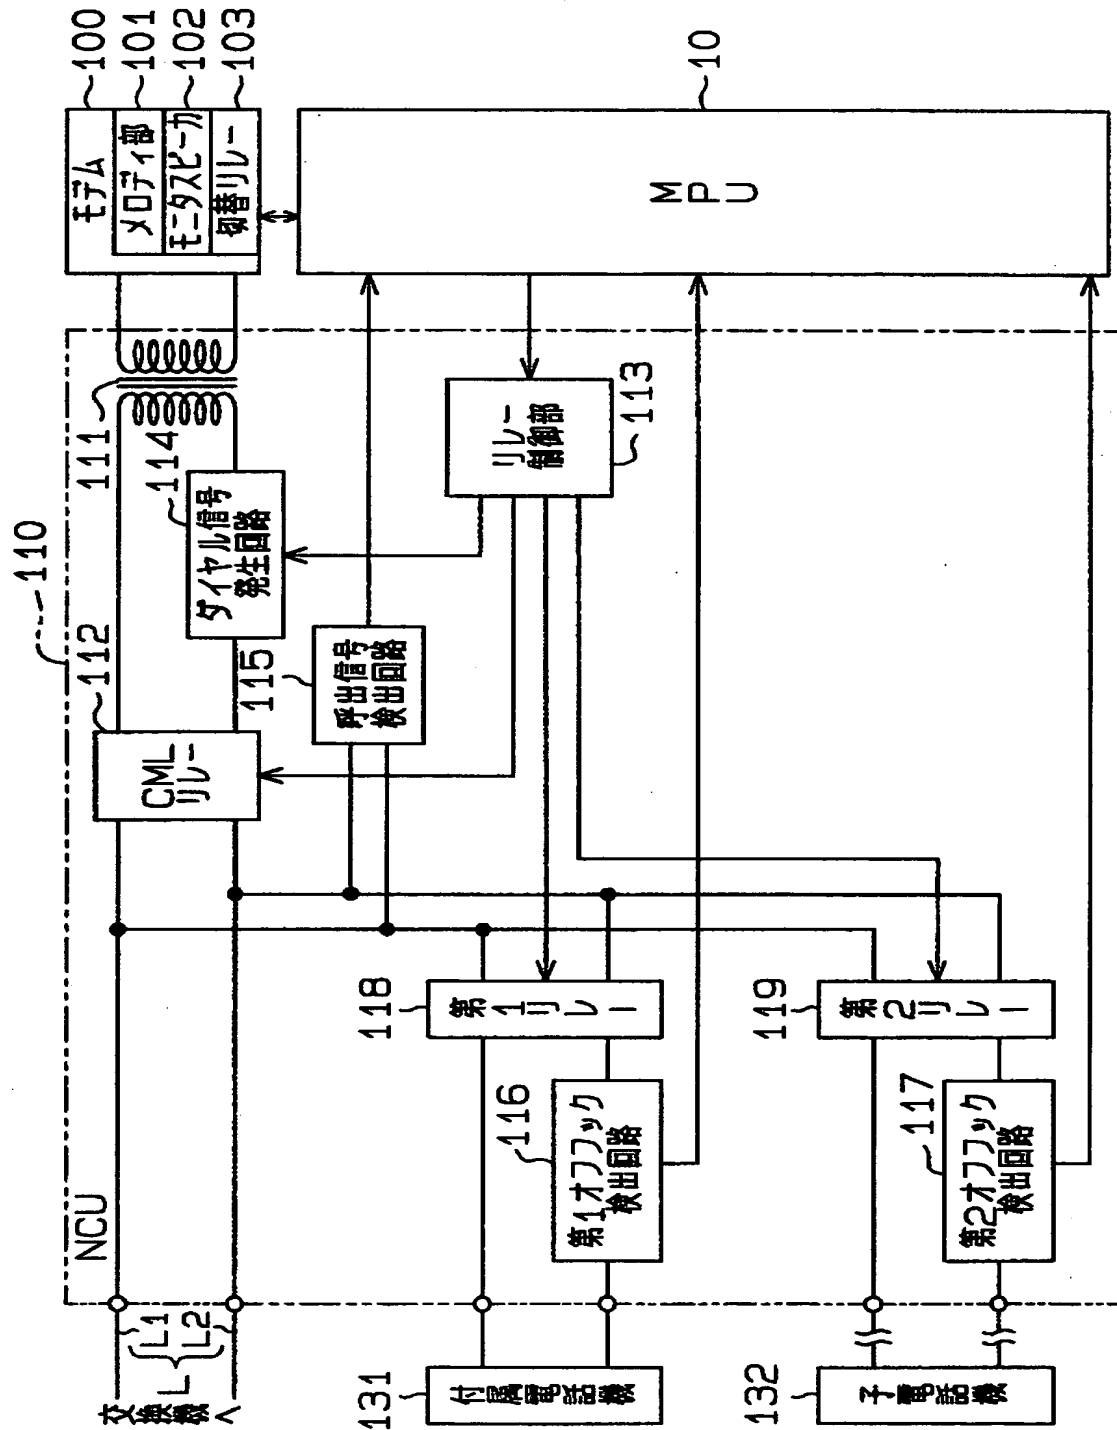 110
NCU
交換機へ
L
L1
L2
112
CML
リレー
111
114
ダイヤル信号
発生回路
115
呼出信号
検出回路
モデム
100
メロディ部
101
モニタスピーカ
102
切替リレー
103
MPU
10
リレー
制御部
113
118
第1リレー
116
第1オフフック
検出回路
131
付属電話機
119
第2リレー
117
第2オフフック
検出回路
132
子電話機